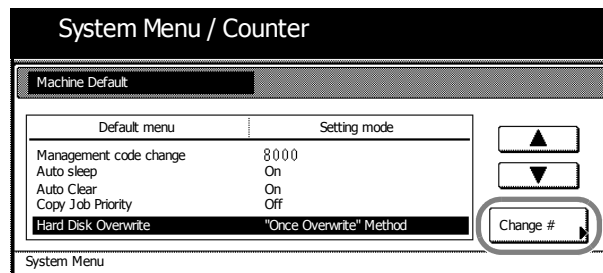 System Menu / Counter
Machine Default
Default menu Setting mode
Management code change 8000
Auto sleep On
Auto Clear On
Copy Job Priority Off
Hard Disk Overwrite "Once Overwrite" Method
Change #
System Menu